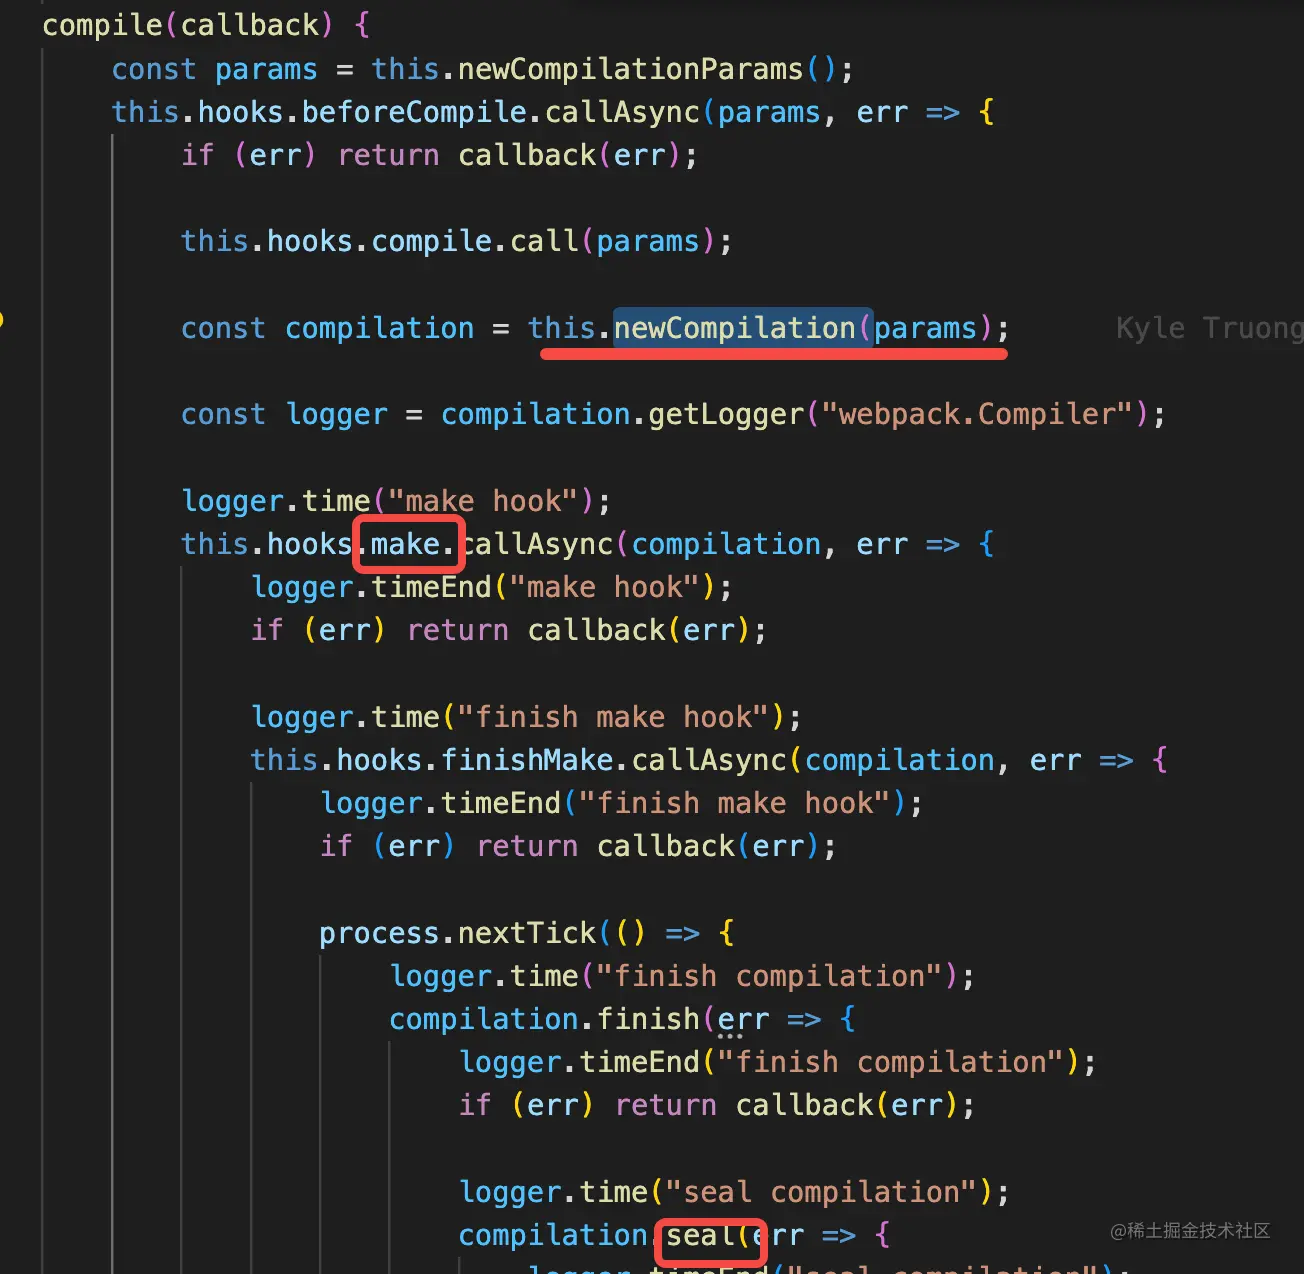 compile(callback) {
const params = this.newCompilationParams();
this.hooks.beforeCompile.callAsync(params, err => {
if (err) return callback(err);
this.hooks.compile.call(params);
const compilation = this.newCompilation(params); Kyle Truong
const logger = compilation.getLogger("webpack.Compiler");
logger.time("make hook");
this.hooks.make.callAsync(compilation, err => {
logger.timeEnd("make hook");
if (err) return callback(err);
logger.time("finish make hook");
this.hooks.finishMake.callAsync(compilation, err => {
logger.timeEnd("finish make hook");
if (err) return callback(err);
process.nextTick(() => {
logger.time("finish compilation");
compilation.finish(err => {
logger.timeEnd("finish compilation");
if (err) return callback(err);
logger.time("seal compilation");
compilation.seal(err => {
@稀土掘金技术社区
logger.timeEnd("seal compilation");